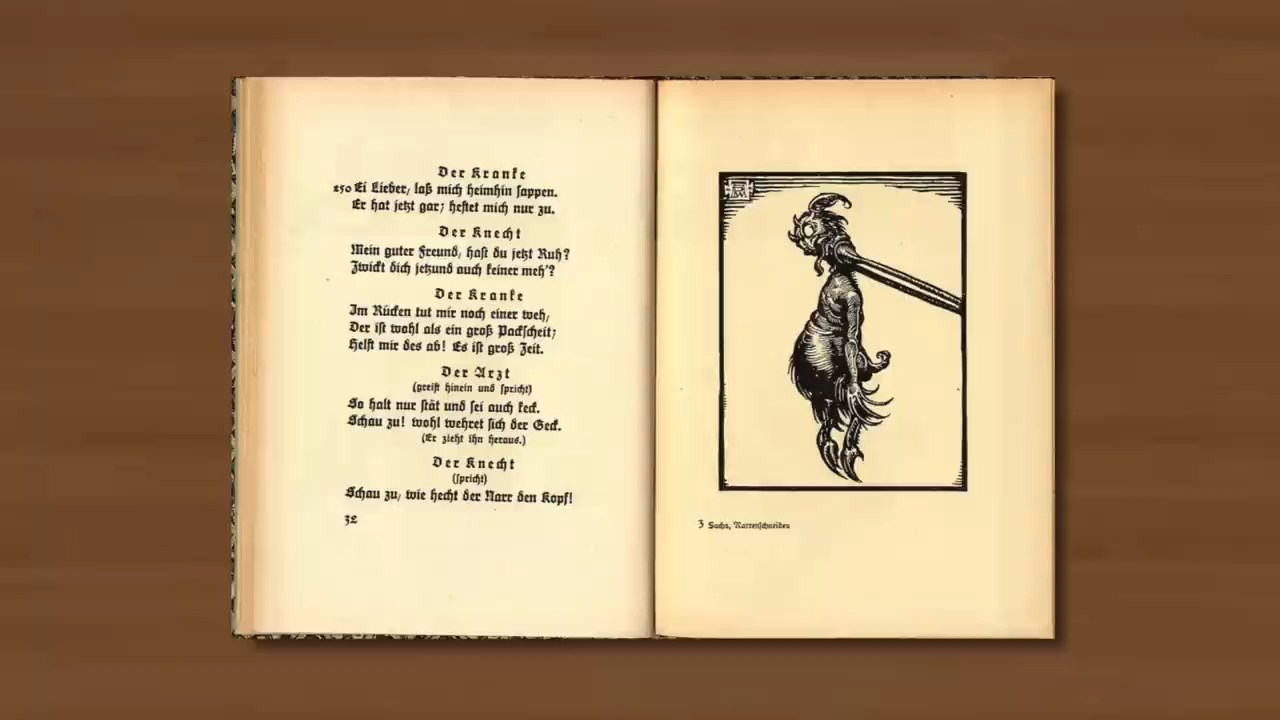 Der Kranke
250 Ei Lieber, laß mich heimhin sappen.
Er hat jetzt gar; heftet mich nur zu.
Der Knecht
Mein guter Freund, hast du jetzt Ruh?
Zwickt dich jetzund auch keiner meh'?
Der Kranke
Im Rücken tut mir noch einer weh,
Der ist wohl als ein groß Packscheit;
Helft mir des ab! Es ist groß Zeit.
Der Arzt
(greift hinein und spricht)
So halt nur stät und sei auch keck.
Schau zu! wohl wehret sich der Geck.
(Er zieht ihn heraus.)
Der Knecht
(spricht)
Schau zu, wie hecht der Narr den Kopf!
32
3 Sachs, Narrenschneiden